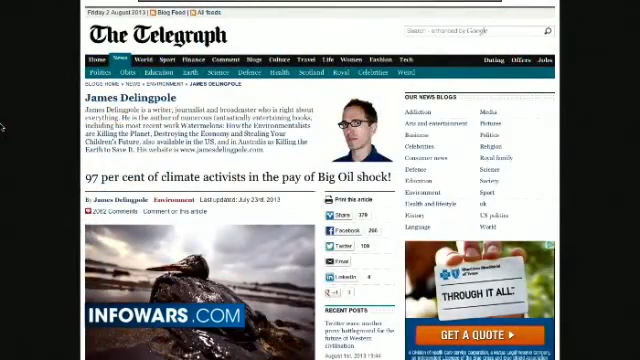 Friday 2 August 2013 | Blog Feed / All feeds
The Telegraph
Search - enhanced by Google
Home News World Sport Finance Comment Blogs Culture Travel Life Women Fashion Tech Dating Offers Jobs
Politics Obits Education Earth Science Defence Health Scotland Royal Celebrities Weird
BLOGS HOME » NEWS » ENVIRONMENT » JAMES DELINGPOLE
James Delingpole
James Delingpole is a writer, journalist and broadcaster who is right about
everything. He is the author of numerous fantastically entertaining books,
including his most recent work Watermelons: How the Environmentalists
are Killing the Planet, Destroying the Economy and Stealing Your
Children's Future, also available in the US, and in Australia as Killing the
Earth to Save It. His website is www.jamesdelingpole.com.
97 per cent of climate activists in the pay of Big Oil shock!
By James Delingpole Environment Last updated: July 23rd, 2013
2062 Comments Comment on this article
INFOWARS.COM
Print this article
Share 379
Facebook 266
Twitter 109
Email
LinkedIn 4
+1
RECENT POSTS
Twitter wars: another
proxy battleground for the
future of Western
civilisation
August 1st, 2013
OUR NEWS BLOGS
Addiction Media
Arts and entertainment Pictures
Business Politics
Celebrities Religion
Consumer news Royal family
Defence Science
Education Society
Environment Sport
Health and lifestyle uk
History US politics
Language World
THROUGH IT ALL.
GET A QUOTE